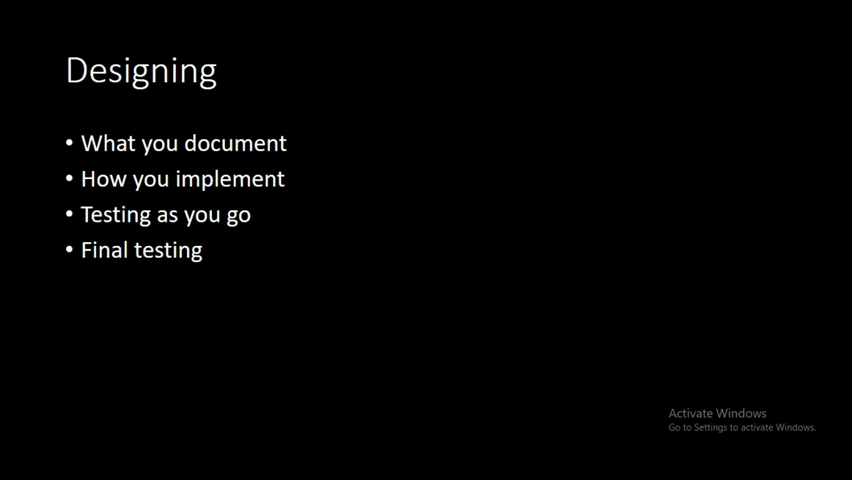 Designing
• What you document
• How you implement
• Testing as you go
• Final testing
Activate Windows
Go to Settings to activate Windows.